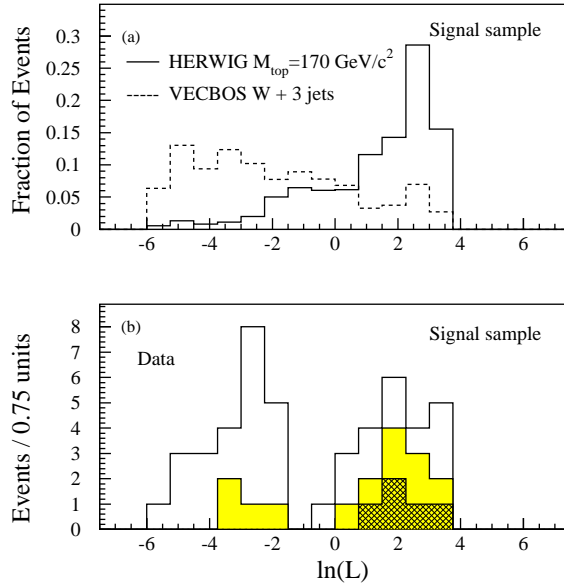 (a)
Signal sample
HERWIG M_top=170 GeV/c²
VECBOS W + 3 jets
Fraction of Events
0.3
0.25
0.2
0.15
0.1
0.05
0
-6 -4 -2 0 2 4 6
(b)
Signal sample
Data
Events / 0.75 units
8
7
6
5
4
3
2
1
0
-6 -4 -2 0 2 4 6
ln(L)